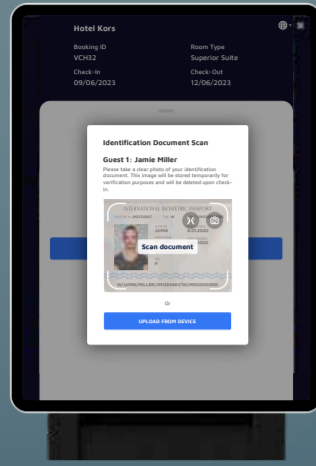 Hotel Kors
Booking ID
Room Type
VCH32
Superior Suite
Check-In
Check-Out
09/06/2023
12/06/2023
Identification Document Scan
Guest 1: Jamie Miller
Please take a clear photo of your identification
document. This image will be stored temporarily for
verification purposes and will be deleted upon check-
in.
INTERNATIONAL BIOMETRIC PASSPORT
JAMIE
Scan document
Or
UPLOAD FROM DEVICE